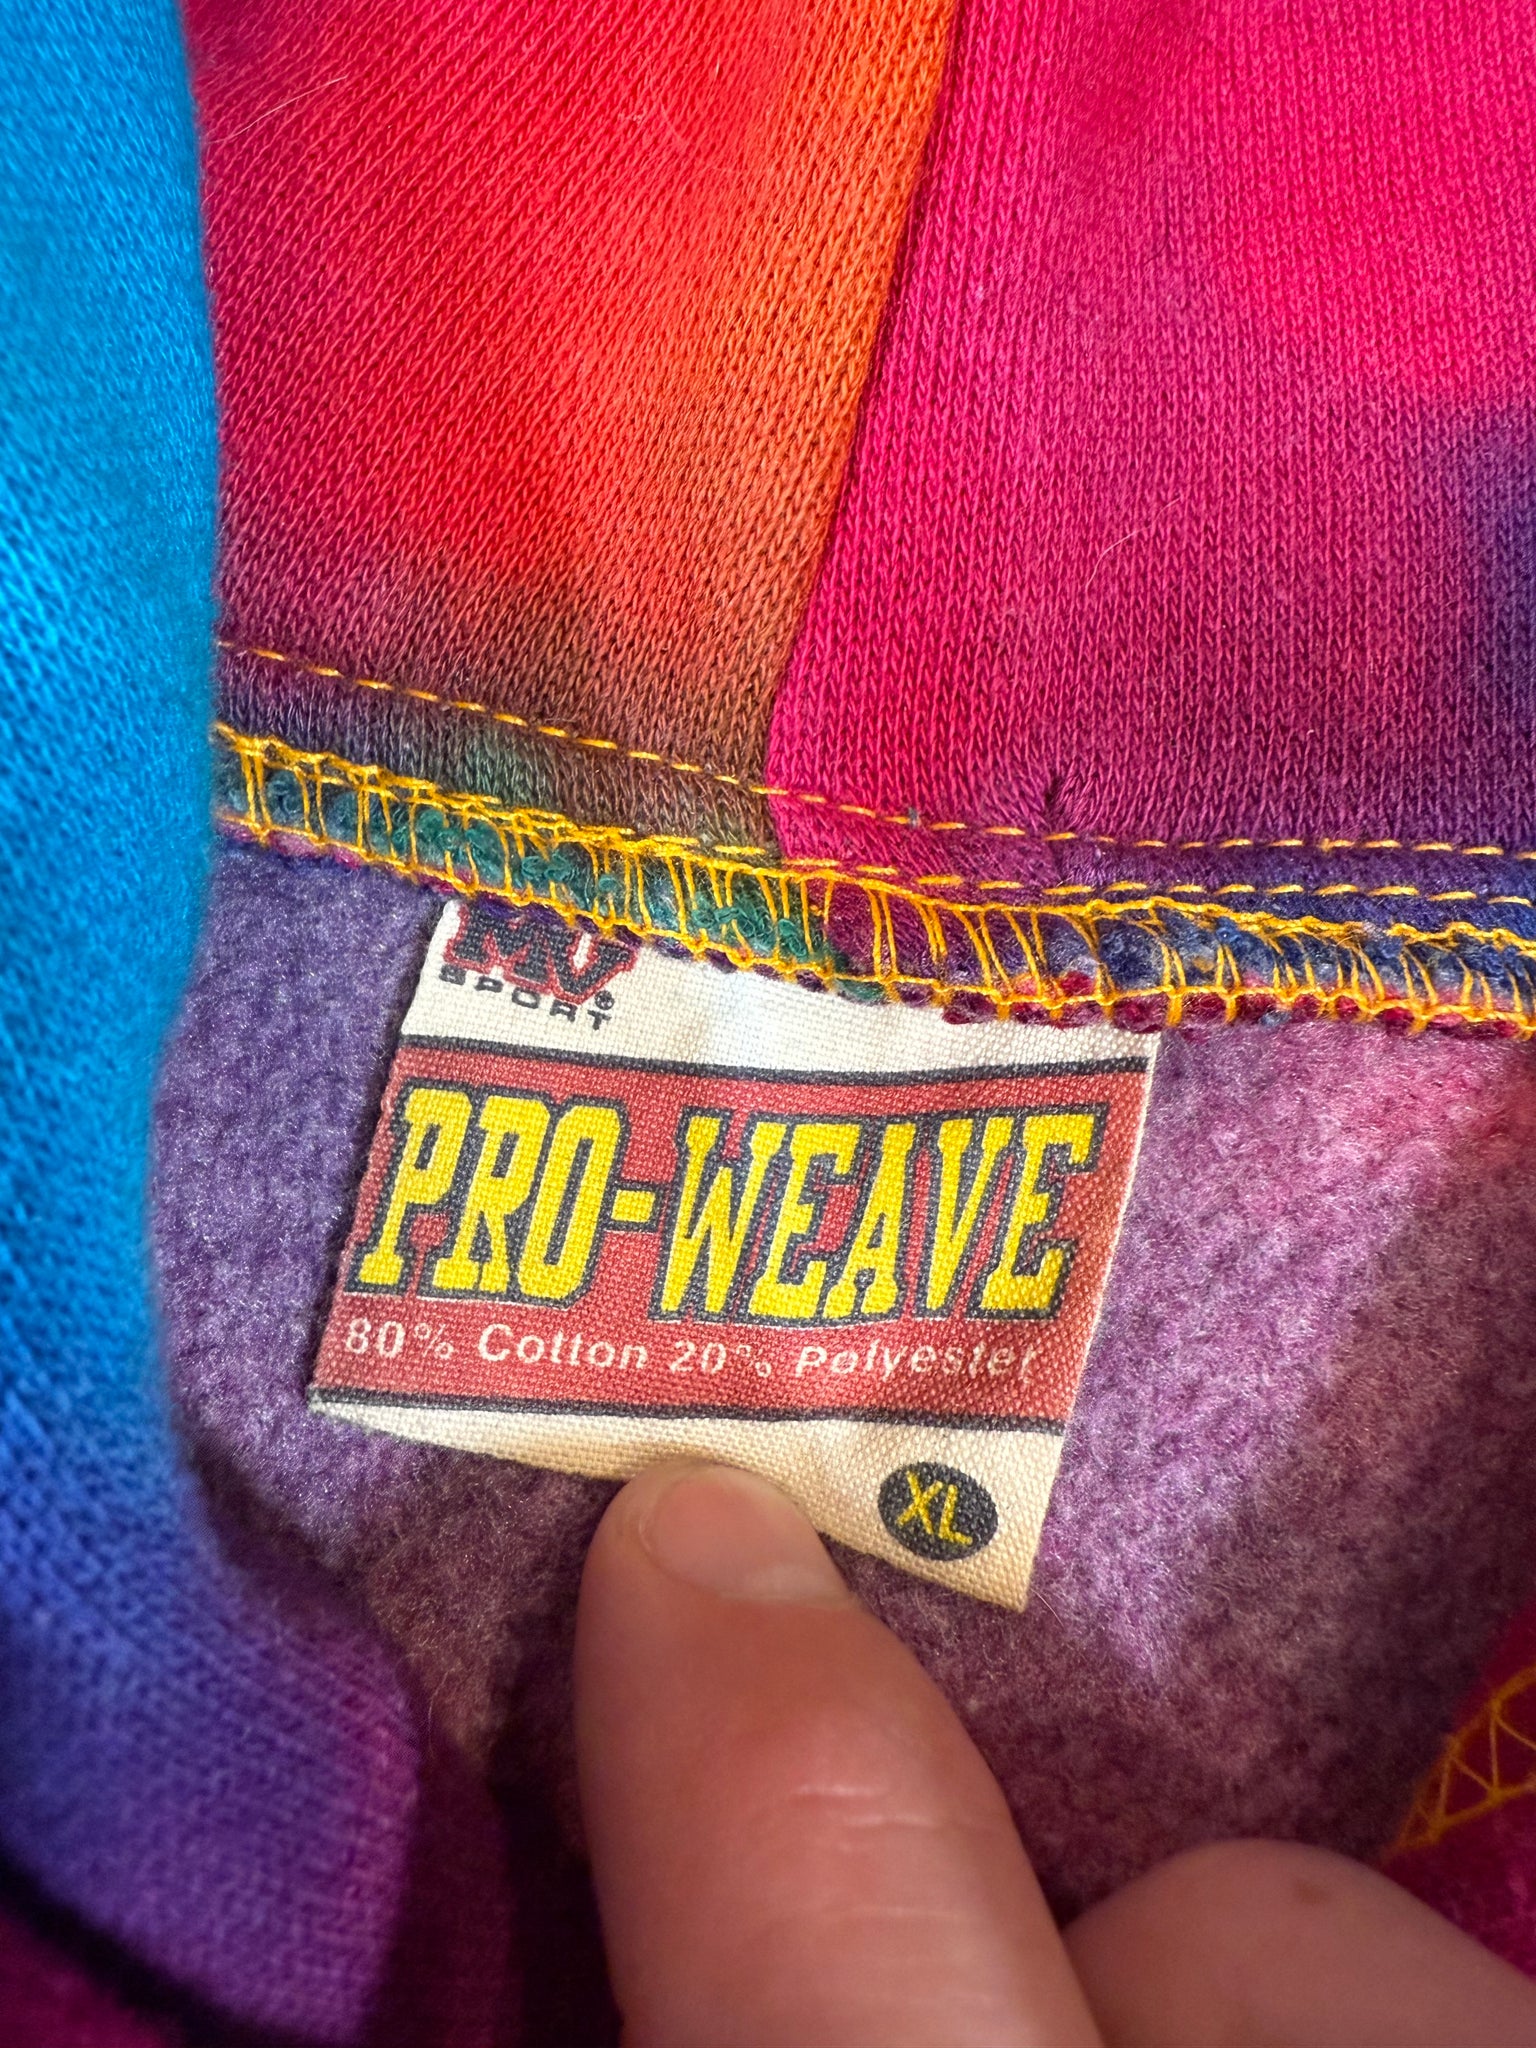 MV
SPORT®
PRO-WEAVE
80% Cotton 20% Polyester
XL